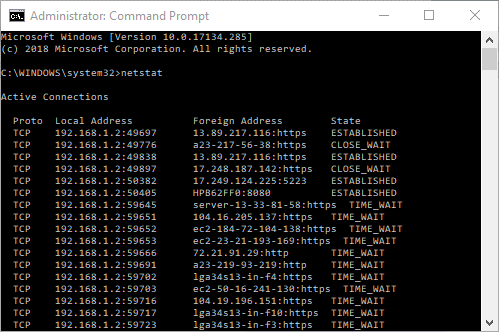 Administrator: Command Prompt
Microsoft Windows [Version 10.0.17134.285]
(c) 2018 Microsoft Corporation. All rights reserved.
C:\WINDOWS\system32>netstat
Active Connections
Proto Local Address Foreign Address State
TCP 192.168.1.2:49697 13.89.217.116:https ESTABLISHED
TCP 192.168.1.2:49776 a23-217-56-38:https CLOSE_WAIT
TCP 192.168.1.2:49838 13.89.217.116:https ESTABLISHED
TCP 192.168.1.2:49897 17.248.187.142:https CLOSE_WAIT
TCP 192.168.1.2:50382 17.249.124.225:5223 ESTABLISHED
TCP 192.168.1.2:50405 HPB62FF0:8080 ESTABLISHED
TCP 192.168.1.2:59645 server-13-33-81-58:https TIME_WAIT
TCP 192.168.1.2:59651 104.16.205.137:https TIME_WAIT
TCP 192.168.1.2:59652 ec2-184-72-104-138:https TIME_WAIT
TCP 192.168.1.2:59653 ec2-23-21-193-169:https TIME_WAIT
TCP 192.168.1.2:59666 72.21.91.29:http TIME_WAIT
TCP 192.168.1.2:59691 a23-219-93-219:http TIME_WAIT
TCP 192.168.1.2:59702 lga34s13-in-f4:https TIME_WAIT
TCP 192.168.1.2:59703 ec2-50-16-241-130:https TIME_WAIT
TCP 192.168.1.2:59716 104.19.196.151:https TIME_WAIT
TCP 192.168.1.2:59717 lga34s13-in-f10:https TIME_WAIT
TCP 192.168.1.2:59723 lga34s13-in-f3:https TIME_WAIT